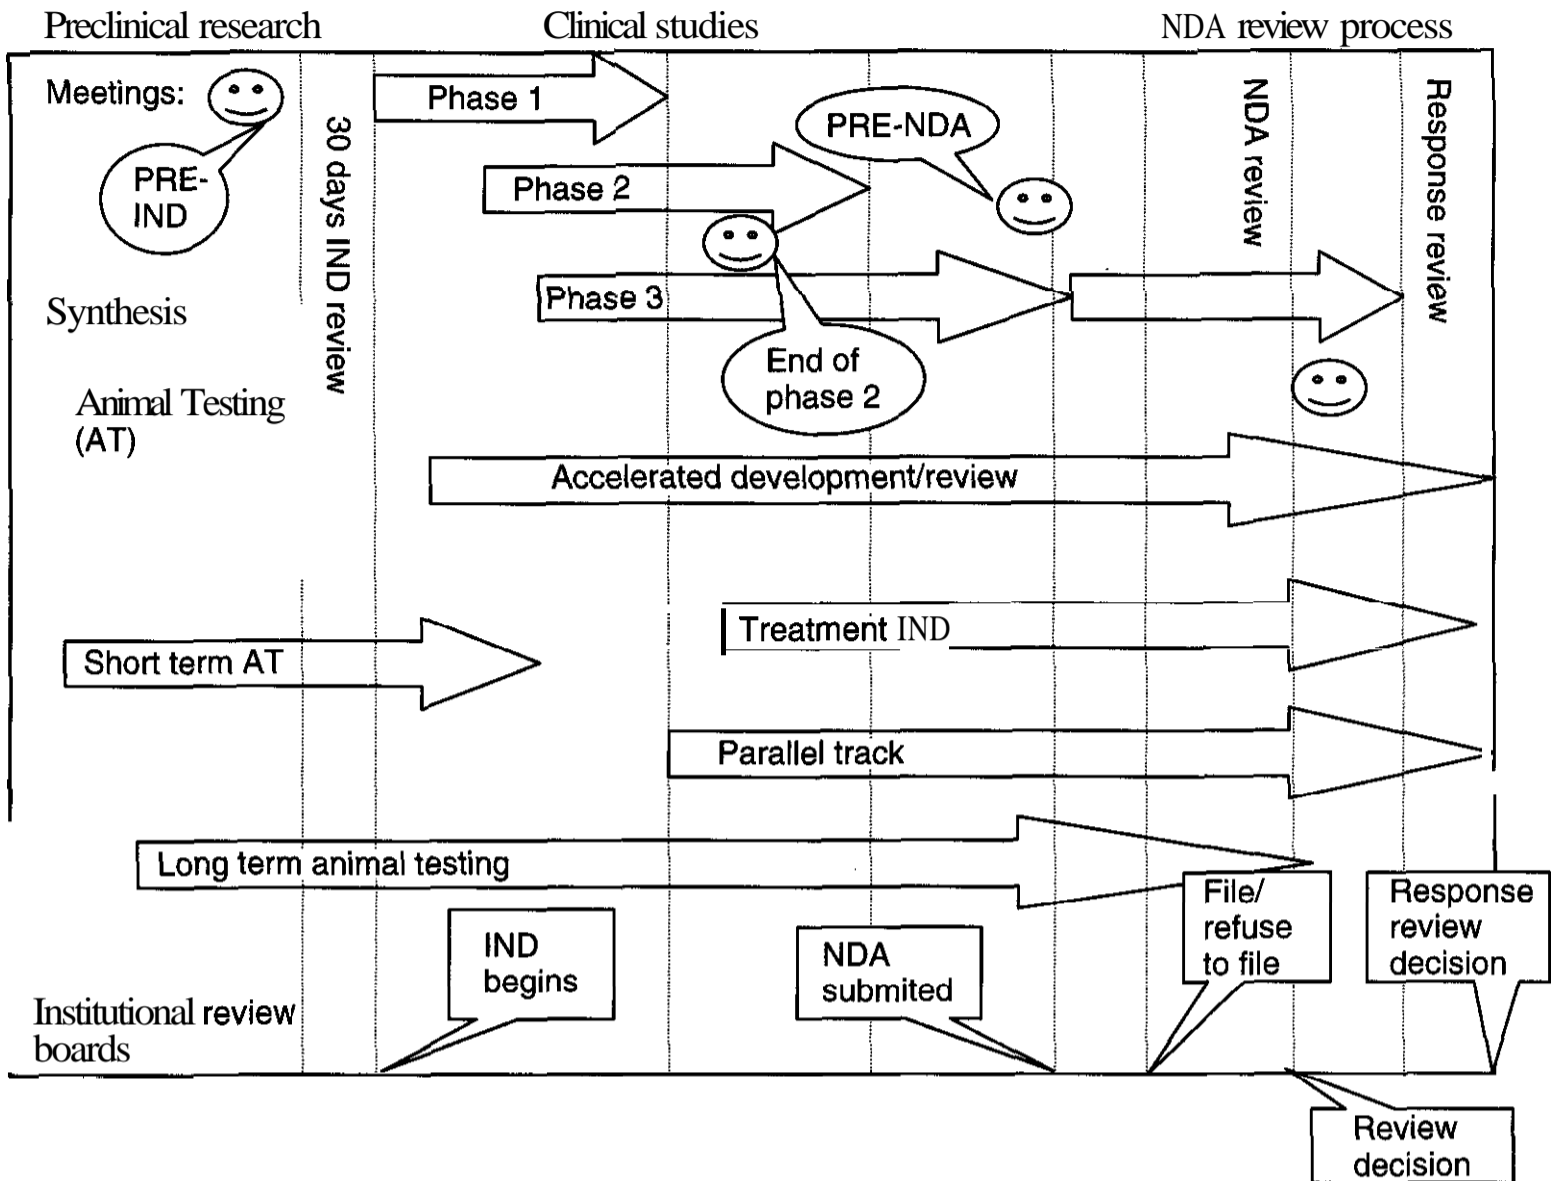 Preclinical research
Clinical studies
NDA review process
Meetings:
PRE-
IND
30 days IND review
Phase 1
PRE-NDA
Phase 2
NDA review
Response review
Synthesis
Phase 3
End of
phase 2
Animal Testing
(AT)
Accelerated development/review
Treatment IND
Short term AT
Parallel track
Long term animal testing
IND
begins
NDA
submited
File/
refuse
to file
Response
review
decision
Institutional review
boards
Review
decision